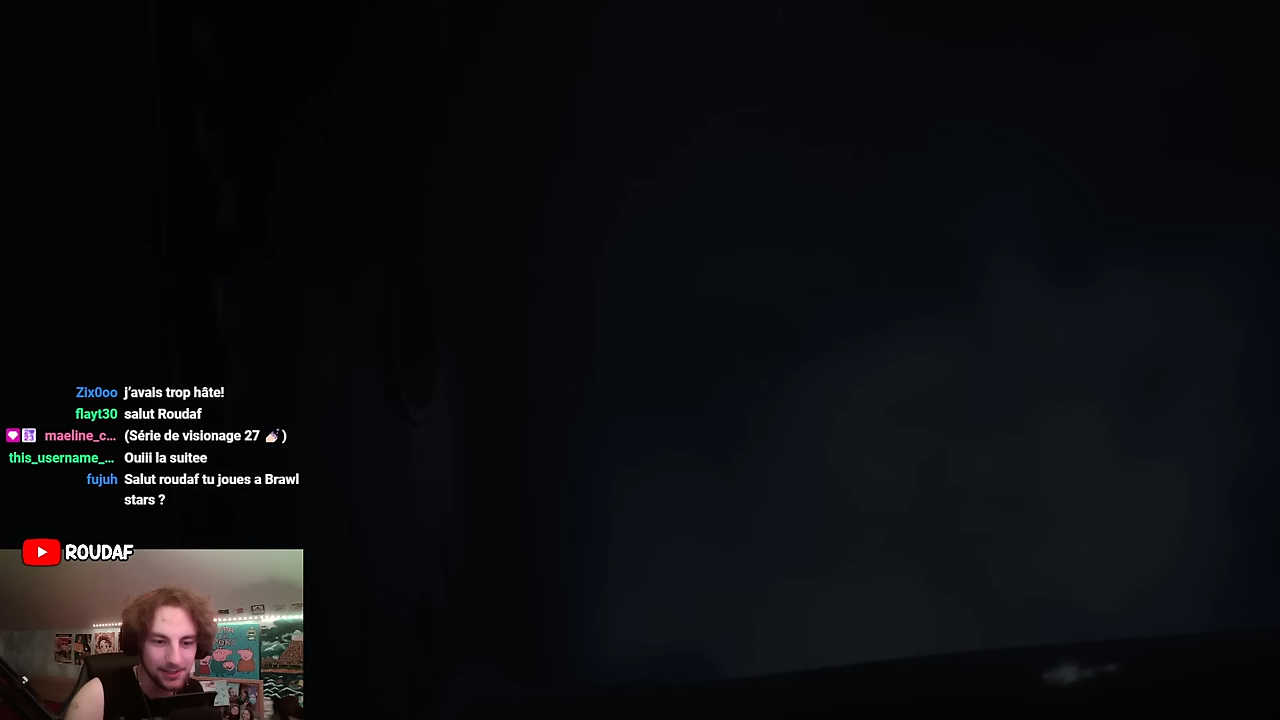 Zix0oo j'avais trop hâte!
flayt30 salut Roudaf
maeline_c... (Série de visionage 27 💅🏻)
this_username_... Ouiii la suitee
fujuh Salut roudaf tu joues a Brawl
stars ?
ROUDAF